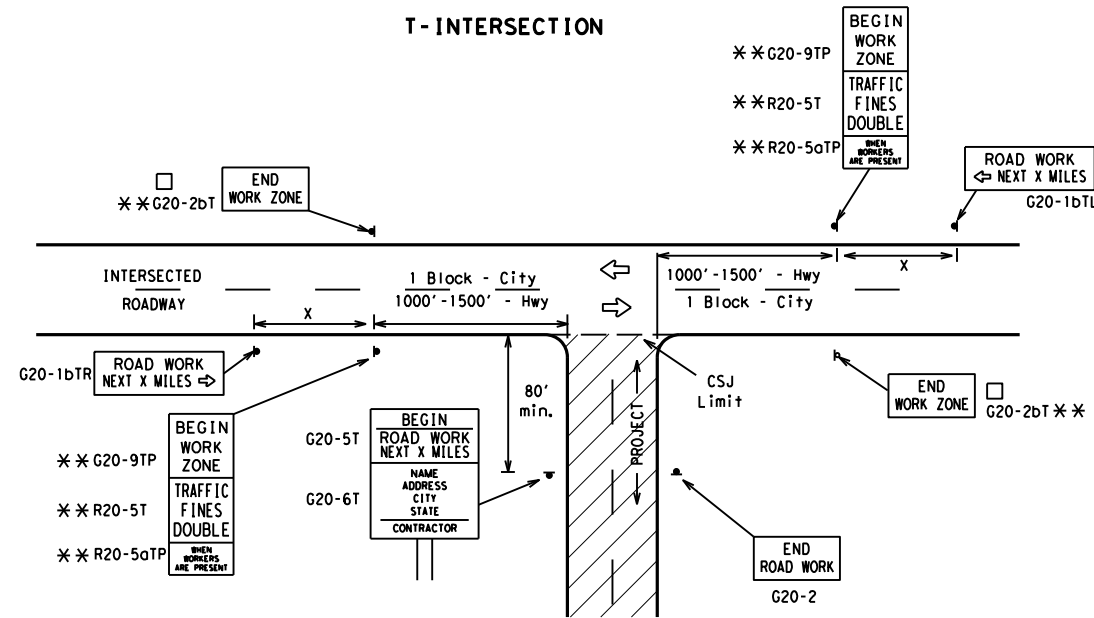 T-INTERSECTION
BEGIN
WORK
ZONE
**G20-9TP
TRAFFIC
FINES
DOUBLE
**R20-5T
WHEN
WORKERS
ARE PRESENT
**R20-5aTP
ROAD WORK
⇦ NEXT X MILES
G20-1bTL
END
WORK ZONE
□
**G20-2bT
INTERSECTED
ROADWAY
1 Block - City
1000'-1500' - Hwy
X
1000'-1500' - Hwy
1 Block - City
X
G20-1bTR
ROAD WORK
NEXT X MILES ⇨
80'
min.
CSJ
Limit
PROJECT
END
WORK ZONE
□
G20-2bT**
BEGIN
WORK
ZONE
**G20-9TP
TRAFFIC
FINES
DOUBLE
**R20-5T
WHEN
WORKERS
ARE PRESENT
**R20-5aTP
G20-5T
BEGIN
ROAD WORK
NEXT X MILES
G20-6T
NAME
ADDRESS
CITY
STATE
CONTRACTOR
END
ROAD WORK
G20-2